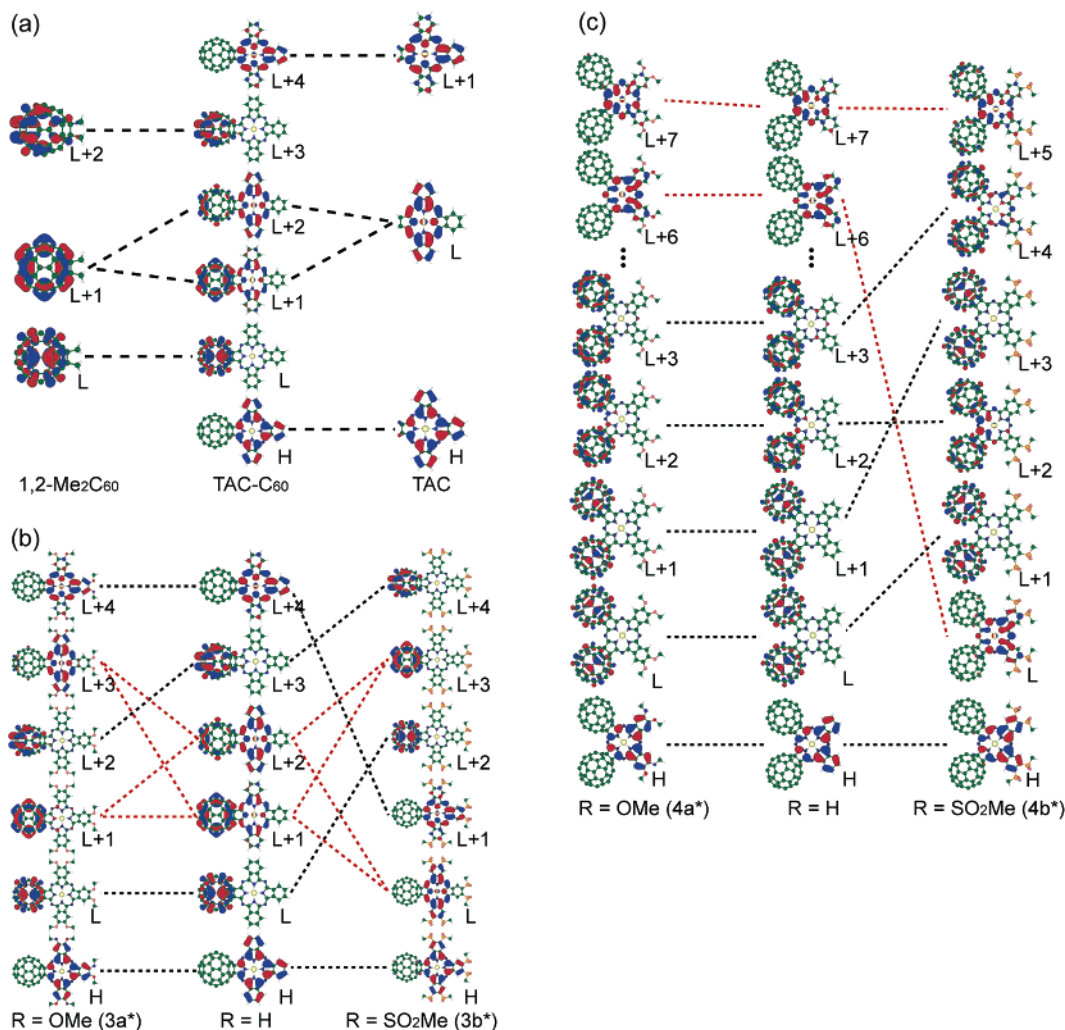 (a)
L+4
L+1
L+2
L+3
L+2
L
L+1
L+1
L
L
H
H
1,2-Me2C60
TAC-C60
TAC
(b)
L+4
L+4
L+4
L+3
L+3
L+3
L+2
L+2
L+2
L+1
L+1
L+1
L
L
L
H
H
H
R = OMe (3a*)
R = H
R = SO2Me (3b*)
(c)
L+7
L+7
L+5
L+6
L+6
L+4
L+3
L+3
L+3
L+2
L+2
L+2
L+1
L+1
L+1
L
L
L
H
H
H
R = OMe (4a*)
R = H
R = SO2Me (4b*)